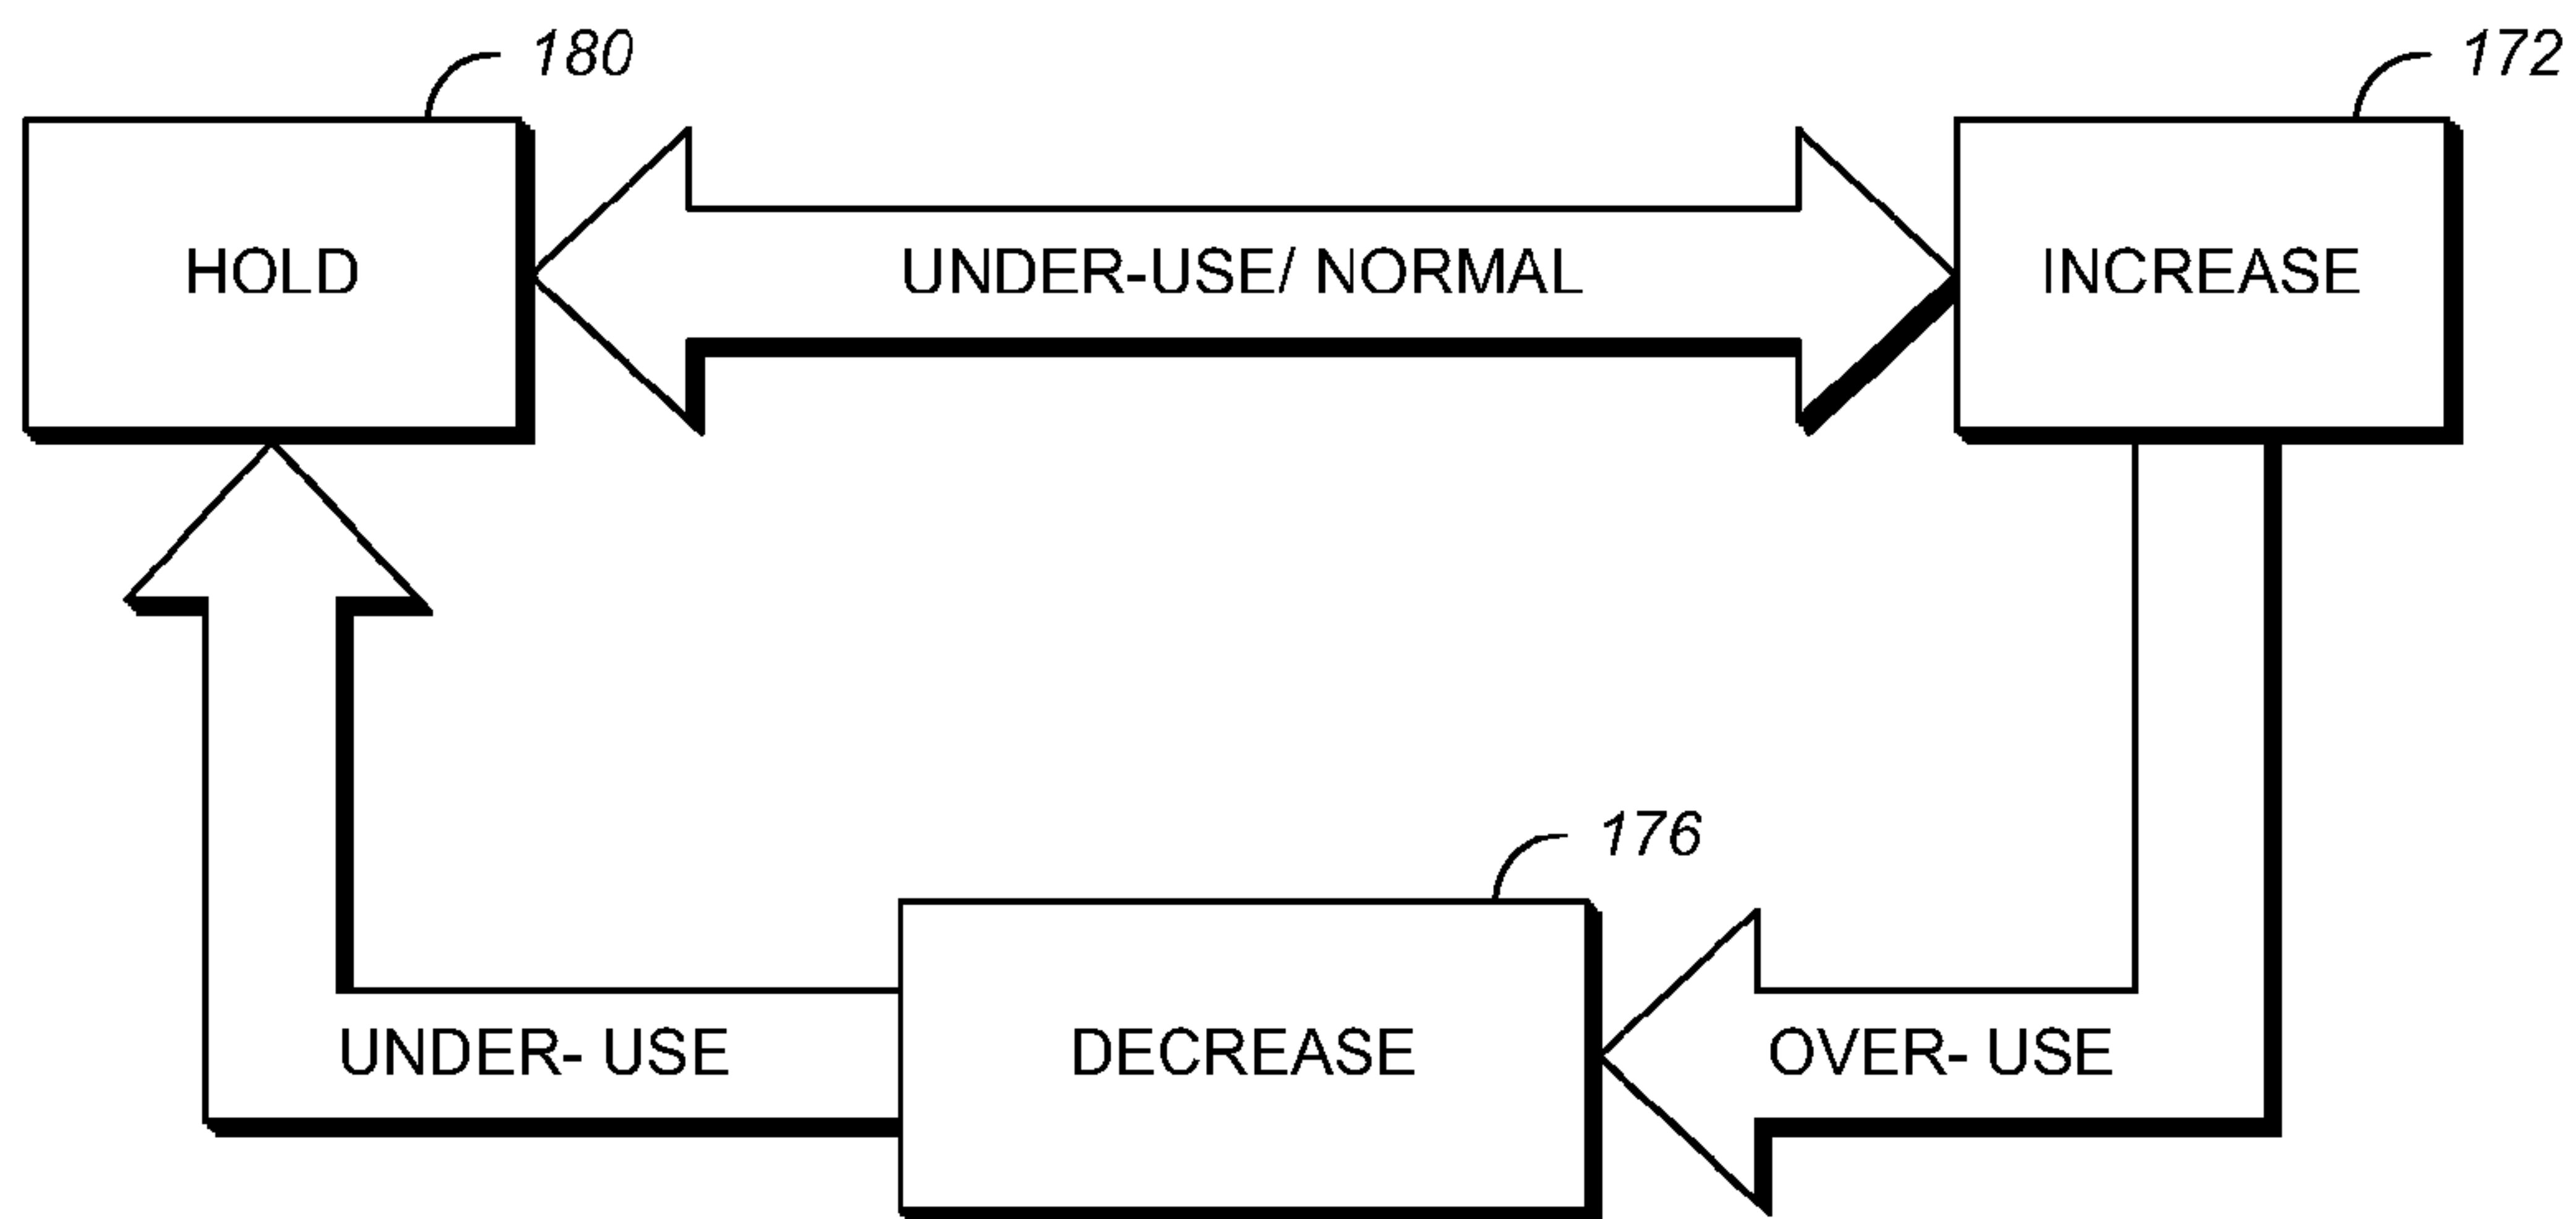 180
172
HOLD
UNDER-USE/ NORMAL
INCREASE
176
UNDER- USE
DECREASE
OVER- USE